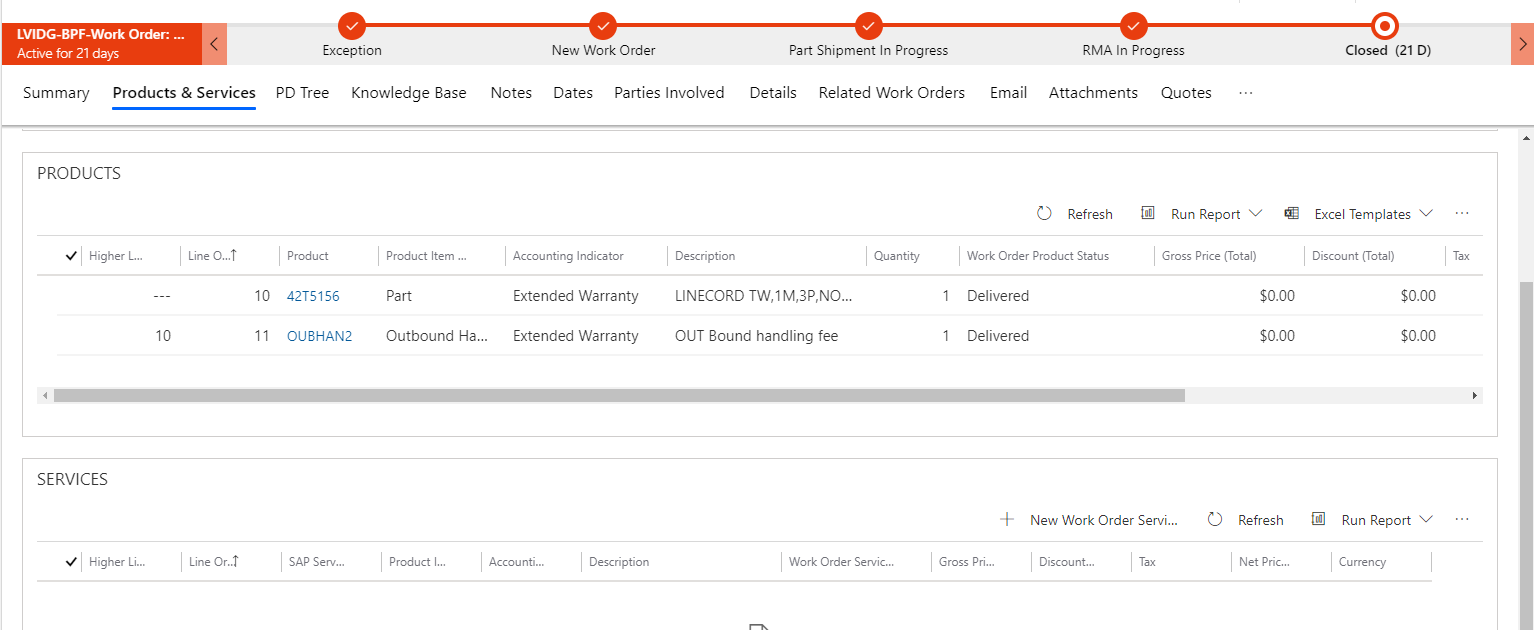 LVIDG-BPF-Work Order: ...
Active for 21 days
Exception
New Work Order
Part Shipment In Progress
RMA In Progress
Closed (21 D)
Summary Products & Services PD Tree Knowledge Base Notes Dates Parties Involved Details Related Work Orders Email Attachments Quotes ...
PRODUCTS
Refresh Run Report Excel Templates ...
Higher L... Line O...↑ Product Product Item ... Accounting Indicator Description Quantity Work Order Product Status Gross Price (Total) Discount (Total) Tax
--- 10 42T5156 Part Extended Warranty LINECORD TW,1M,3P,NO... 1 Delivered $0.00 $0.00
10 11 OUBHAN2 Outbound Ha... Extended Warranty OUT Bound handling fee 1 Delivered $0.00 $0.00
SERVICES
New Work Order Servi... Refresh Run Report ...
Higher Li... Line Or...↑ SAP Serv... Product I... Accounti... Description Work Order Servic... Gross Pri... Discount... Tax Net Pric... Currency